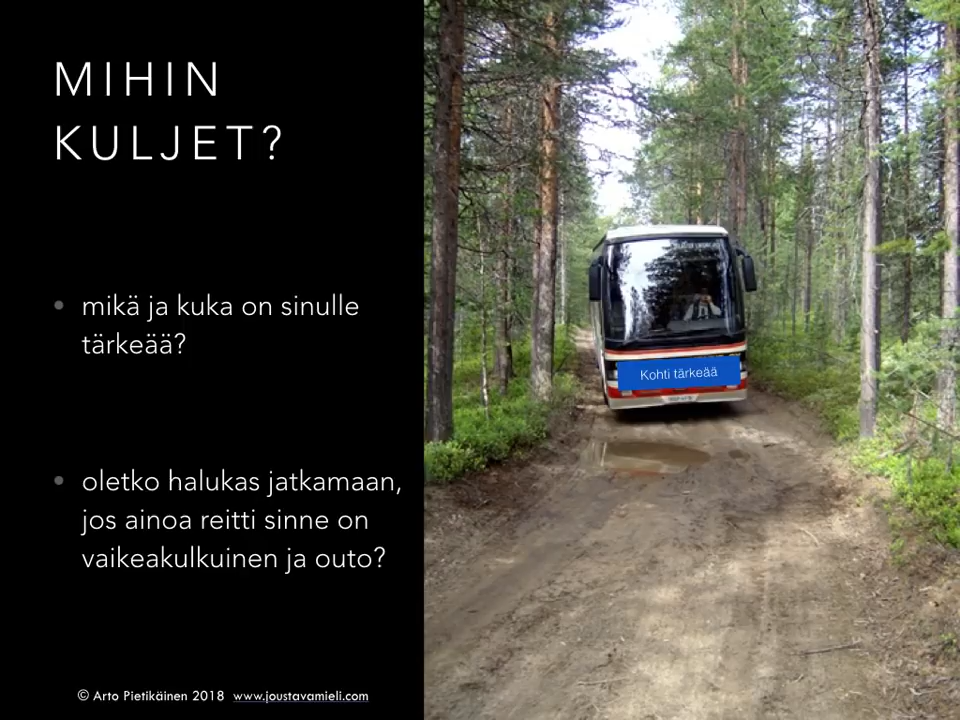 MIHIN
KULJET?
mikä ja kuka on sinulle
tärkeää?
oletko halukas jatkamaan,
jos ainoa reitti sinne on
vaikeakulkuinen ja outo?
© Arto Pietikäinen 2018 www.joustavamieli.com
Kohti tärkeää